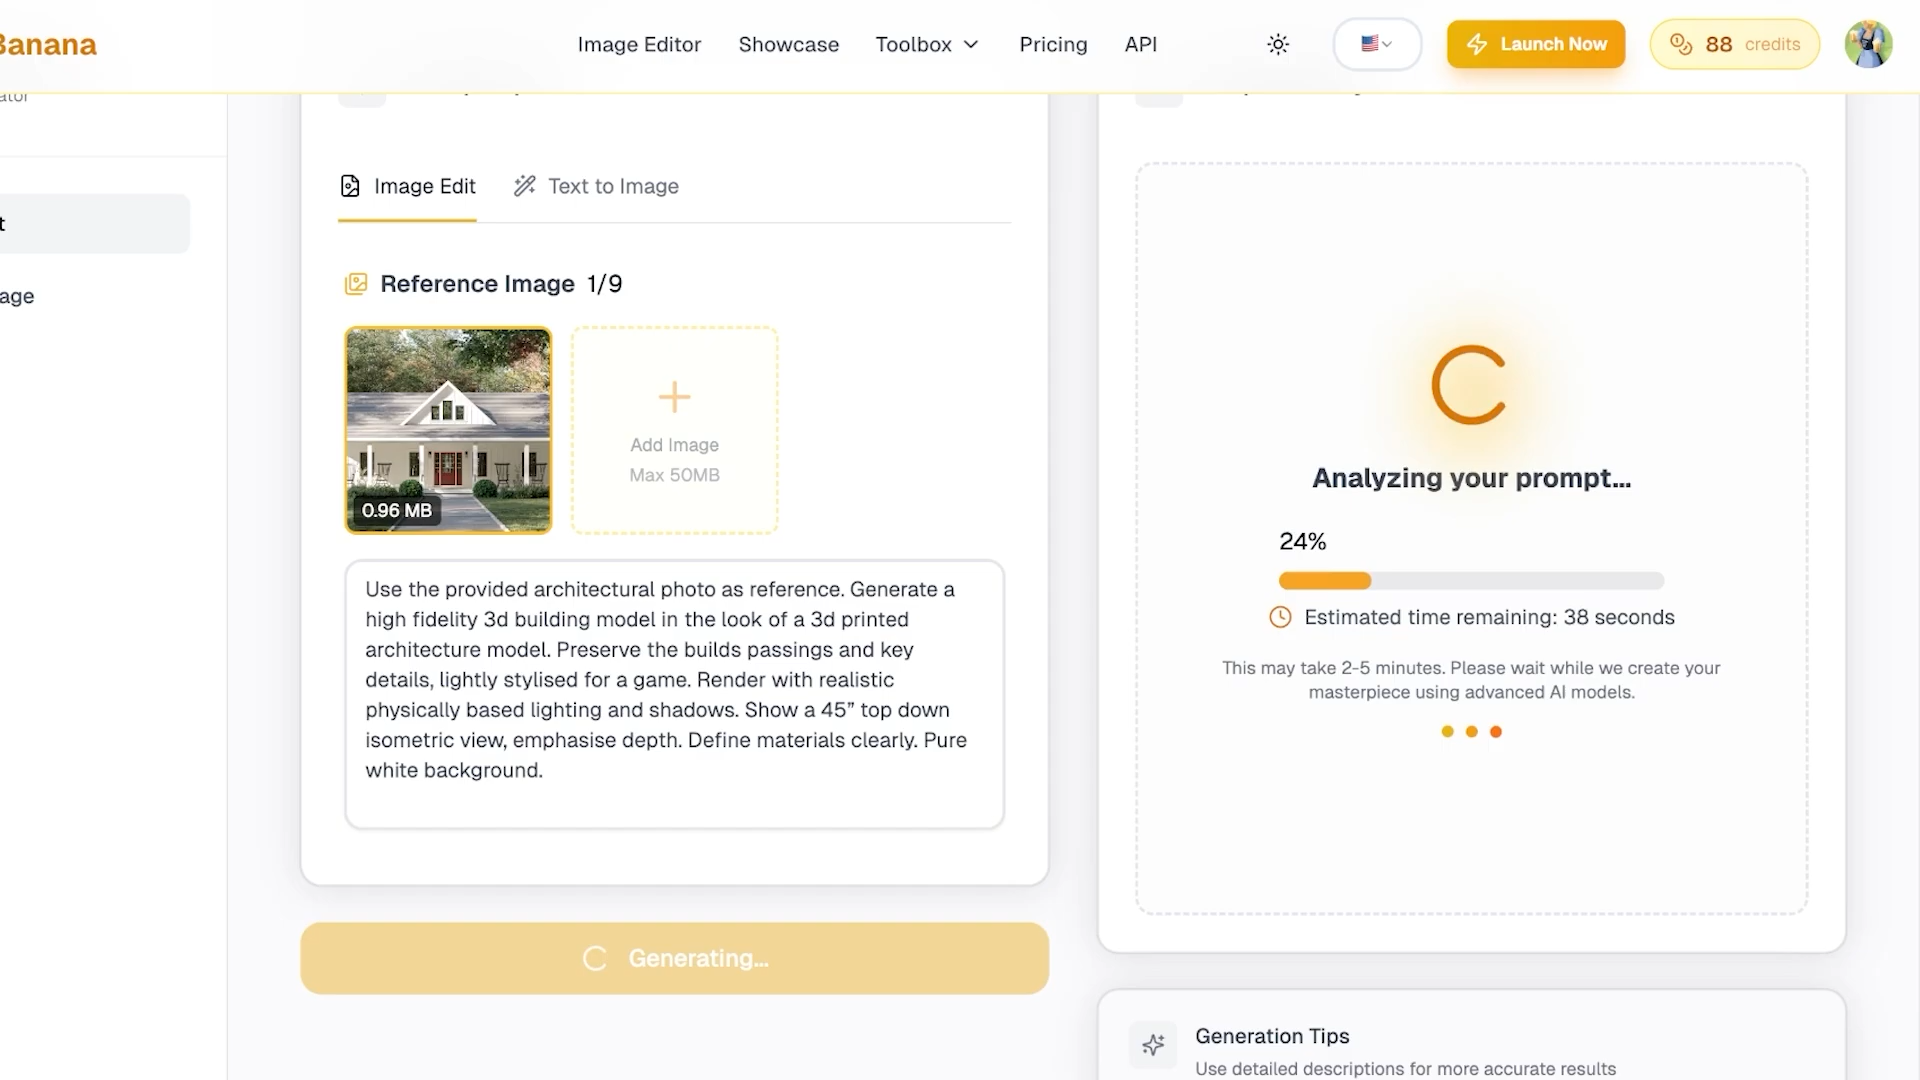 Banana
Image Editor
Showcase
Toolbox
Pricing
API
Launch Now
88 credits
Image Edit
Text to Image
Reference Image 1/9
0.96 MB
Add Image
Max 50MB
Use the provided architectural photo as reference. Generate a
high fidelity 3d building model in the look of a 3d printed
architecture model. Preserve the builds passings and key
details, lightly stylised for a game. Render with realistic
physically based lighting and shadows. Show a 45” top down
isometric view, emphasise depth. Define materials clearly. Pure
white background.
Generating...
Analyzing your prompt...
24%
Estimated time remaining: 38 seconds
This may take 2-5 minutes. Please wait while we create your
masterpiece using advanced AI models.
Generation Tips
Use detailed descriptions for more accurate results